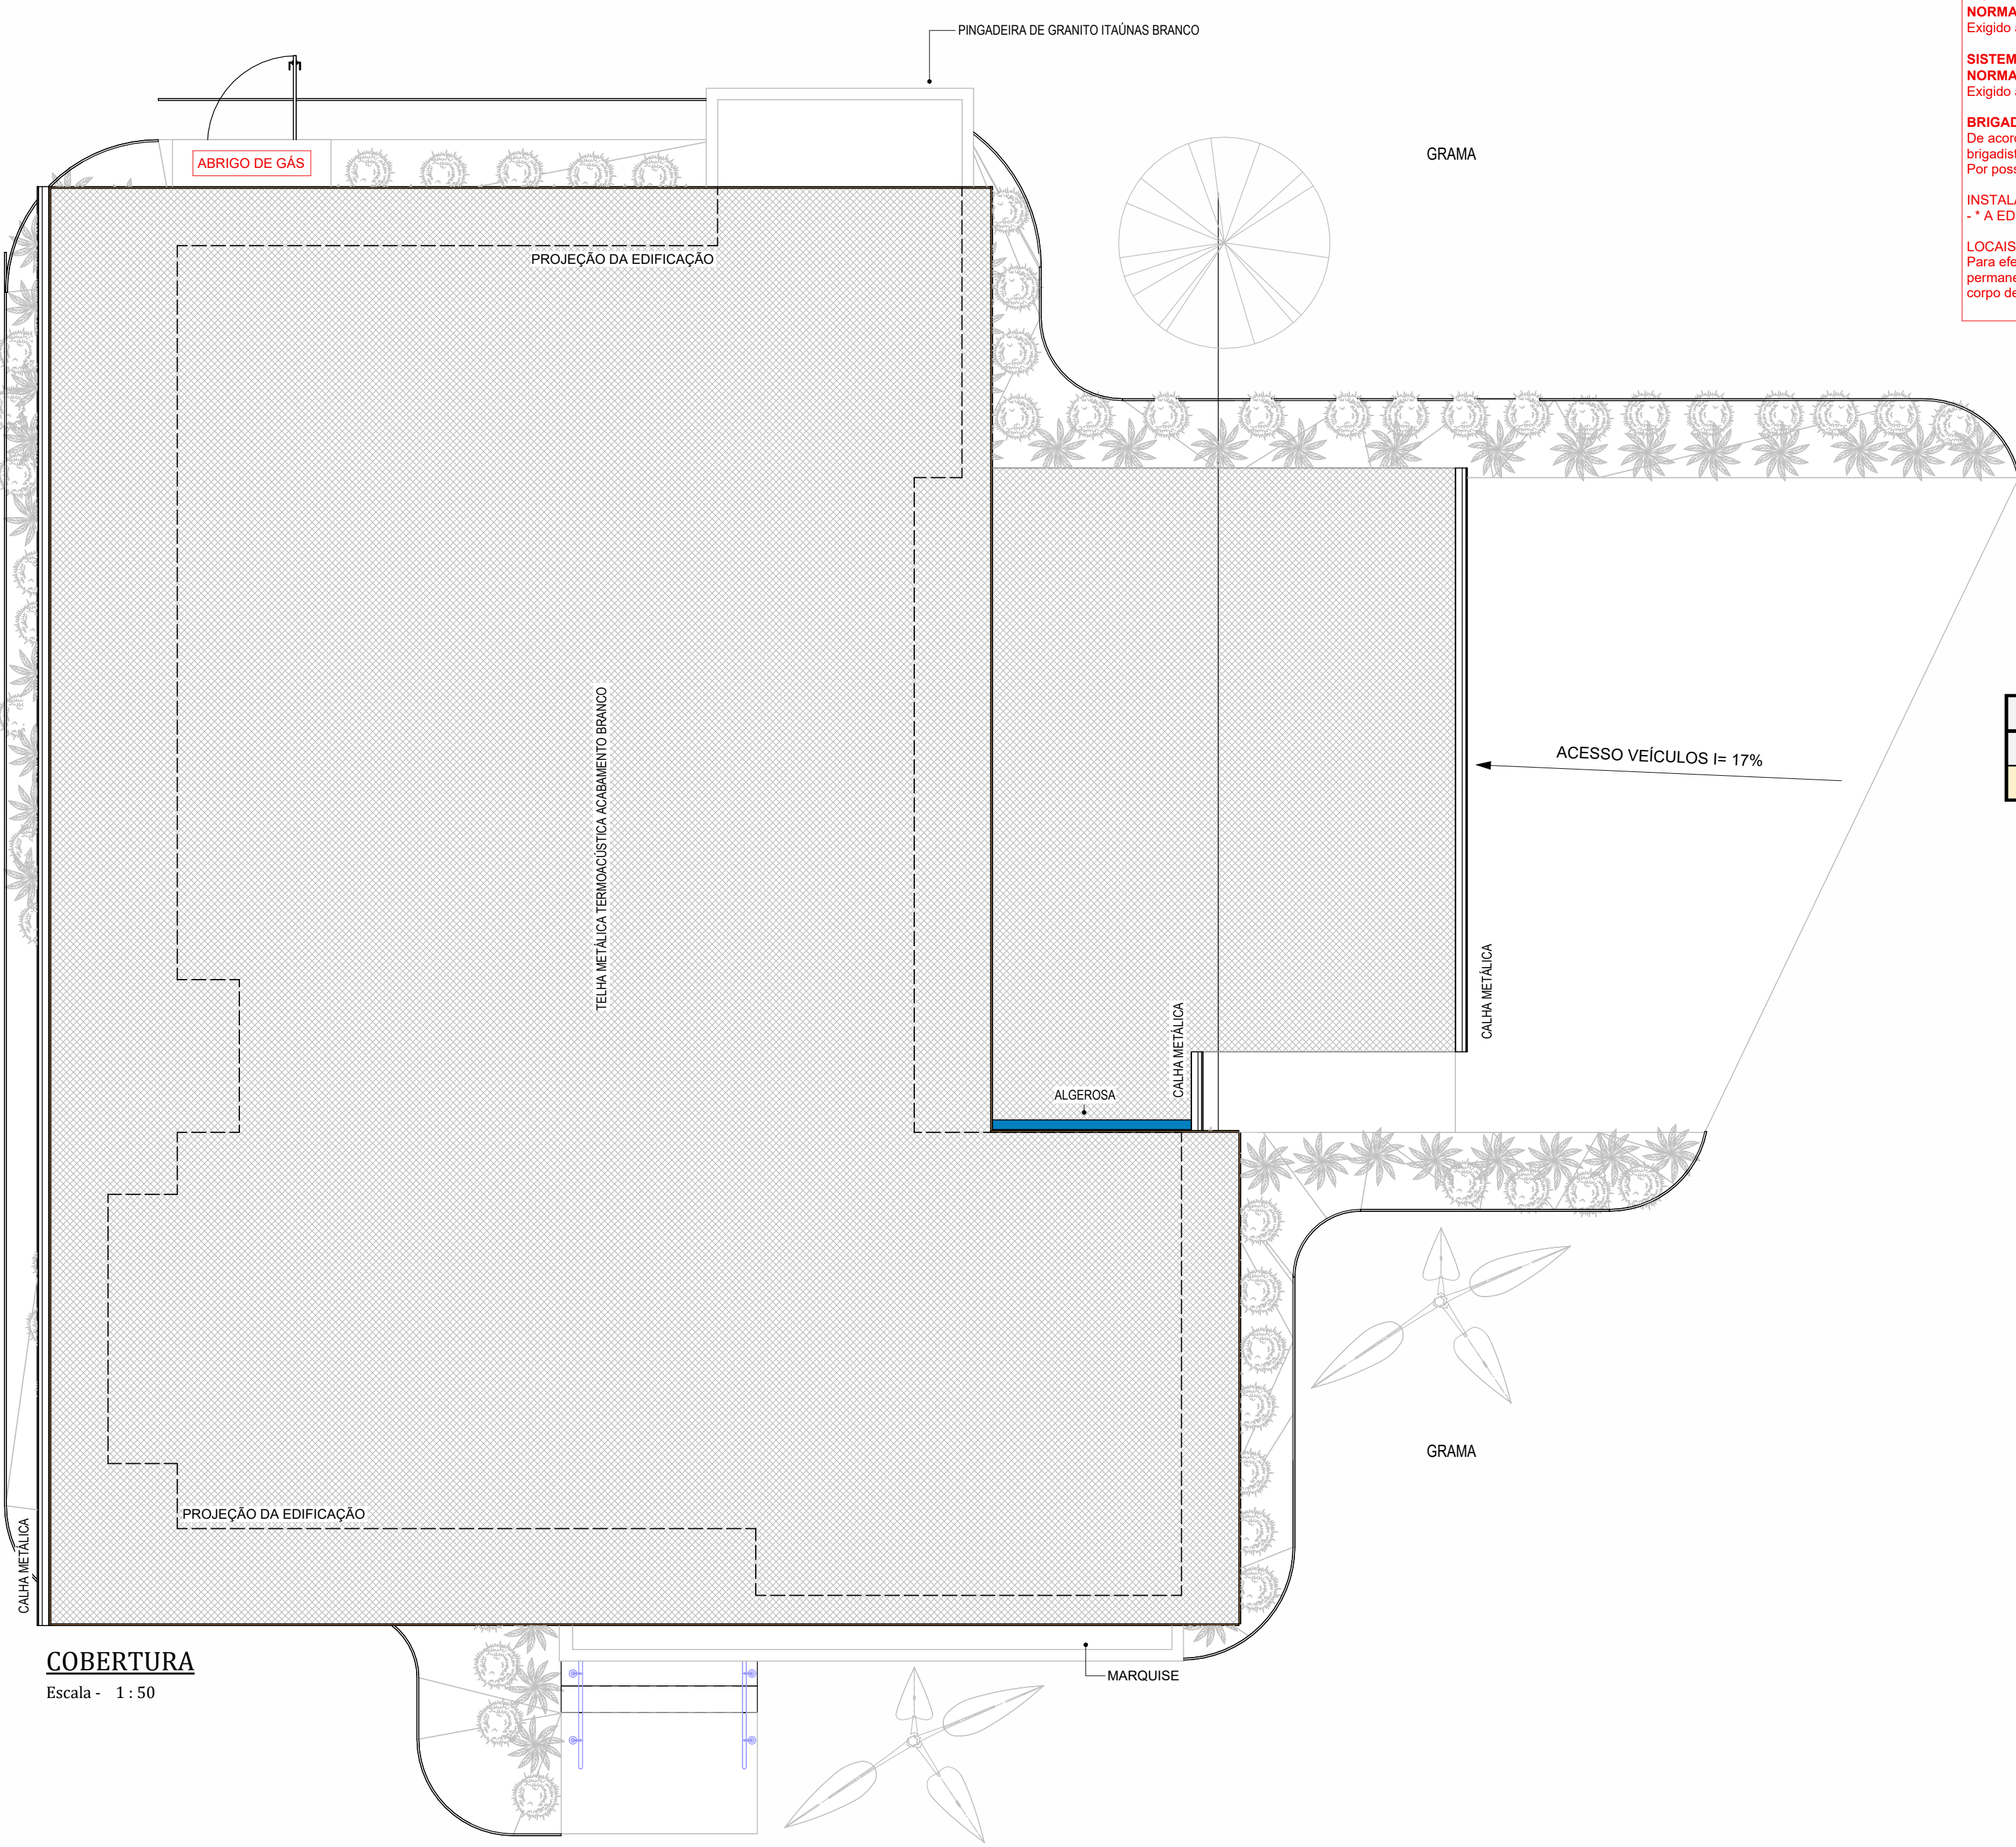 PINGADEIRA DE GRANITO ITAÚNAS BRANCO
ABRIGO DE GÁS
GRAMA
PROJEÇÃO DA EDIFICAÇÃO
TELHA METÁLICA TERMOACÚSTICA ACABAMENTO BRANCO
ACESSO VEÍCULOS I= 17%
CALHA METÁLICA
CALHA METÁLICA
ALGEROSA
GRAMA
PROJEÇÃO DA EDIFICAÇÃO
CALHA METÁLICA
COBERTURA
Escala - 1 : 50
MARQUISE
NORMA
Exigido
SISTEM
NORMA
Exigido
BRIGAD
De acor
brigadis
Por pos
INSTALA
- * A ED
LOCAIS
Para efe
permane
corpo de